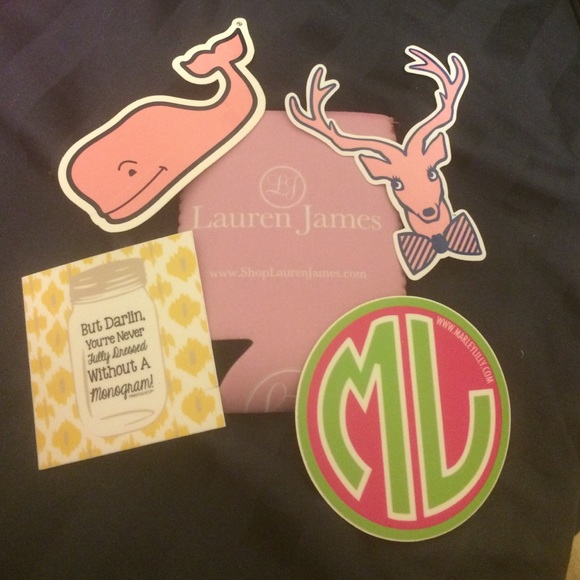 LJ
Lauren James
www.ShopLaurenJames.com
But Darlin,
You're Never
Fully Dressed
Without A
Monogram!
WWW.MARLEYLILLY.COM
ML